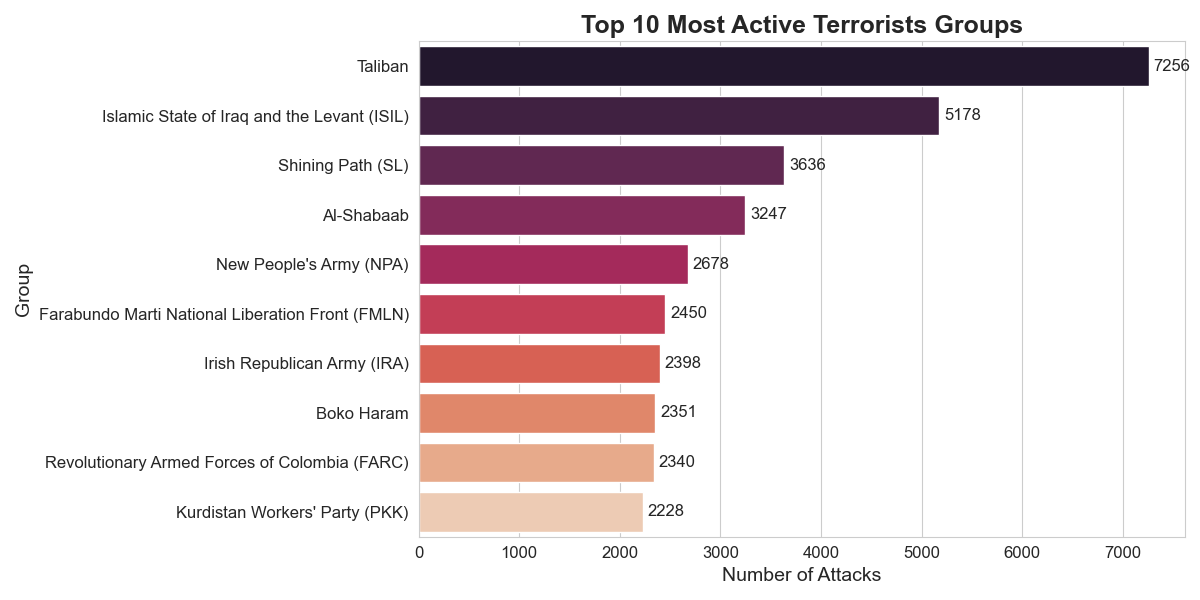 Top 10 Most Active Terrorists Groups
Group
Taliban 7256
Islamic State of Iraq and the Levant (ISIL) 5178
Shining Path (SL) 3636
Al-Shabaab 3247
New People's Army (NPA) 2678
Farabundo Marti National Liberation Front (FMLN) 2450
Irish Republican Army (IRA) 2398
Boko Haram 2351
Revolutionary Armed Forces of Colombia (FARC) 2340
Kurdistan Workers' Party (PKK) 2228
0 1000 2000 3000 4000 5000 6000 7000
Number of Attacks